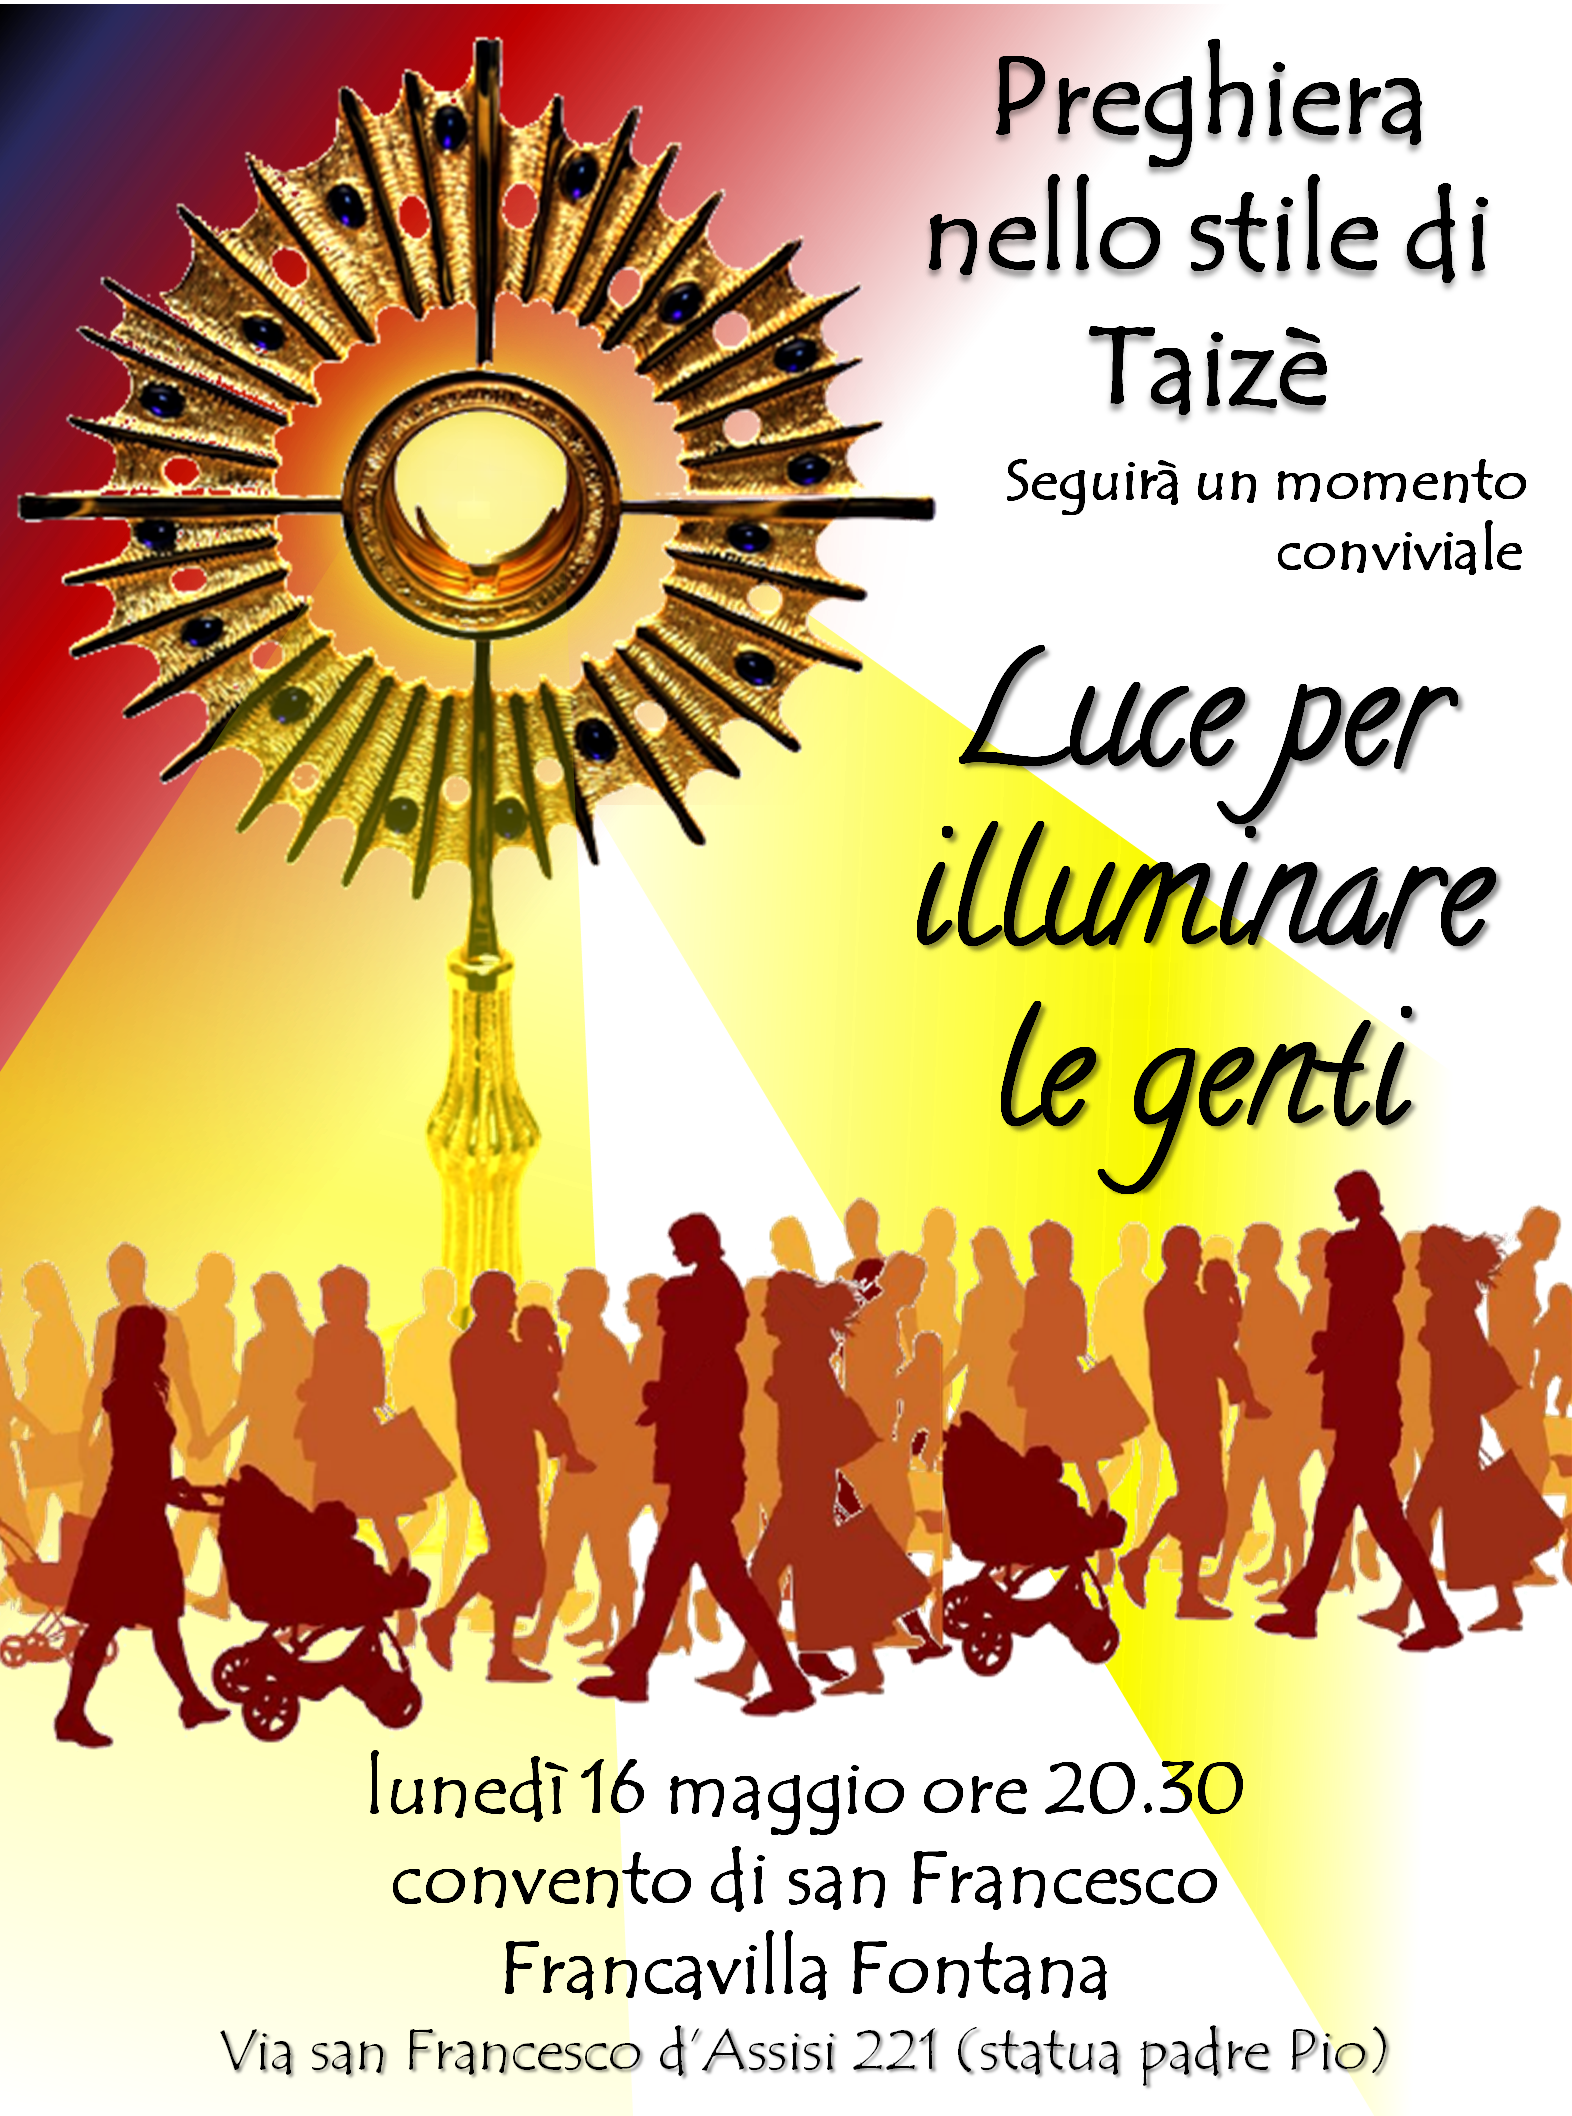 Preghiera
nello stile di
Taizè
Seguirà un momento
conviviale
Luce per
illuminare
le genti
lunedì 16 maggio ore 20.30
convento di san Francesco
Francavilla Fontana
Via san Francesco d'Assisi 221 (statua padre Pio)